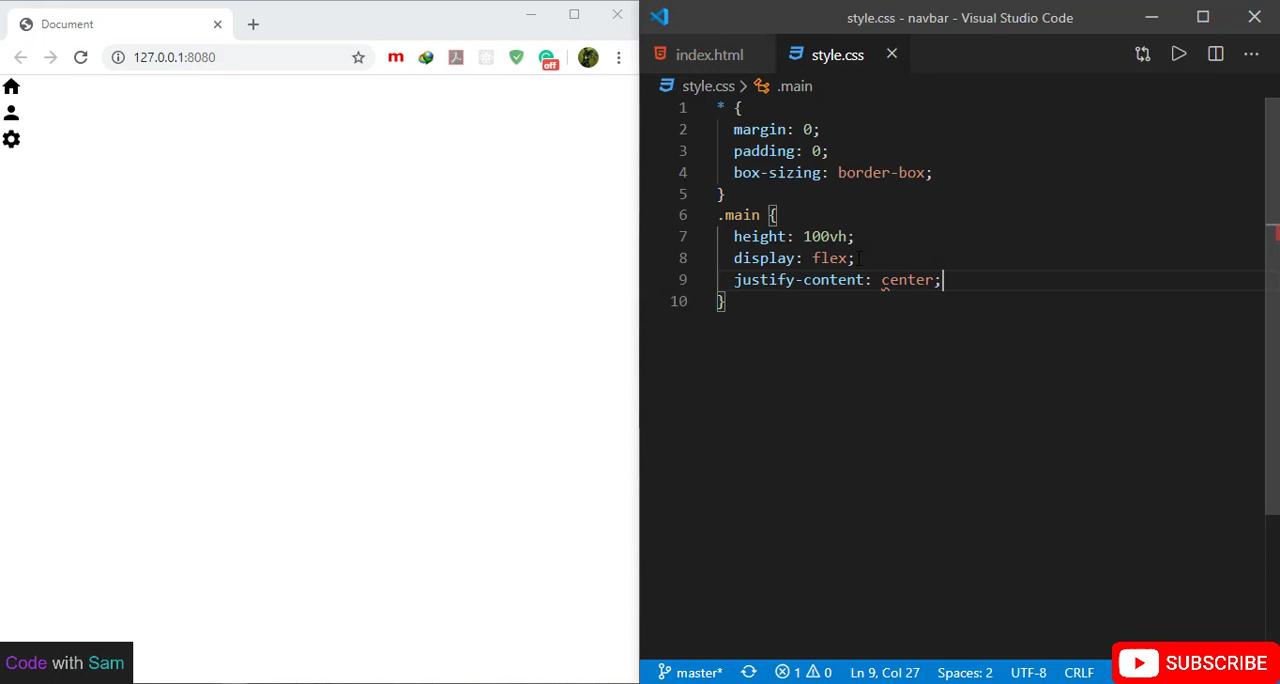 Document
127.0.0.1:8080
m
off
Code with Sam
style.css - navbar - Visual Studio Code
index.html
style.css
style.css
.main
1 * {
2 margin: 0;
3 padding: 0;
4 box-sizing: border-box;
5 }
6 .main {
7 height: 100vh;
8 display: flex;
9 justify-content: center;
10 }
master* 1 0 Ln 9, Col 27 Spaces: 2 UTF-8 CRLF
SUBSCRIBE